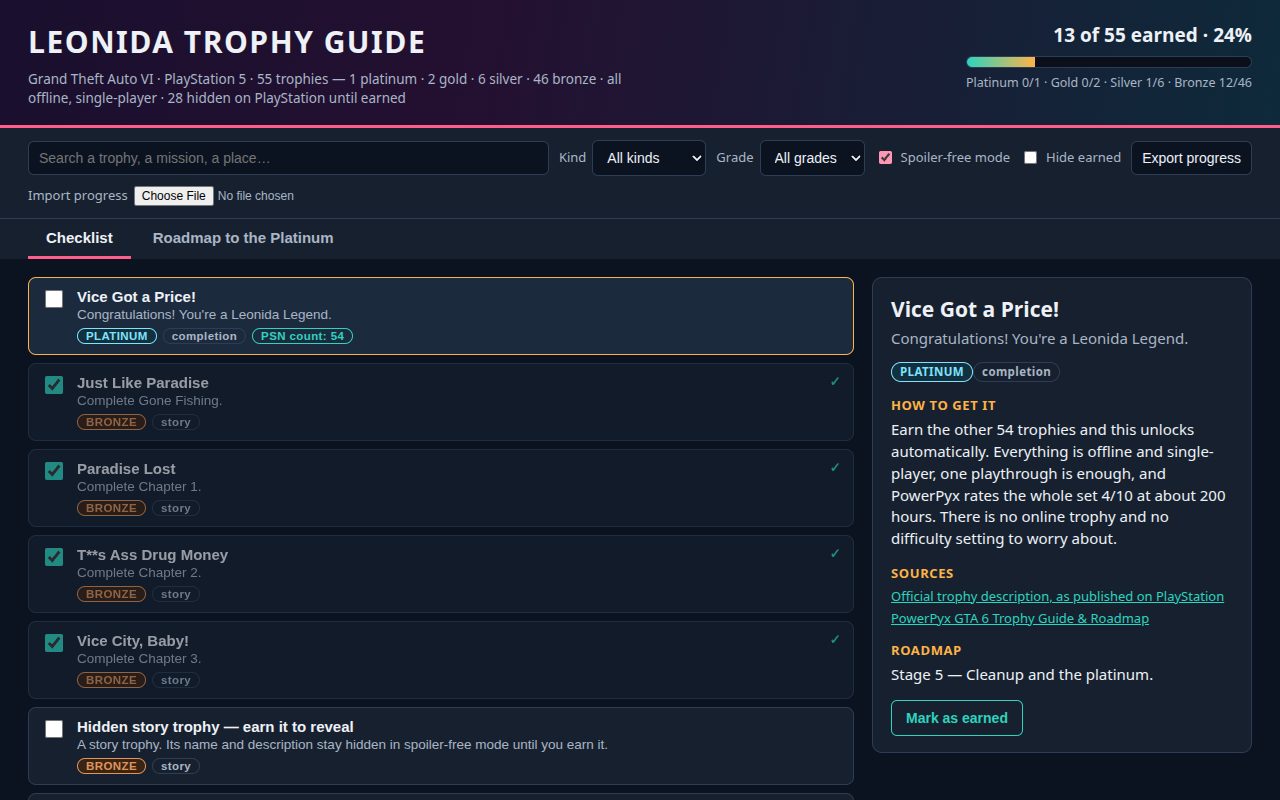 LEONIDA TROPHY GUIDE
Grand Theft Auto VI · PlayStation 5 · 55 trophies — 1 platinum · 2 gold · 6 silver · 46 bronze · all
offline, single-player · 28 hidden on PlayStation until earned
13 of 55 earned · 24%
Platinum 0/1 · Gold 0/2 · Silver 1/6 · Bronze 12/46
Search a trophy, a mission, a place…
Kind
All kinds
Grade
All grades
Spoiler-free mode
Hide earned
Export progress
Import progress
Choose File
No file chosen
Checklist
Roadmap to the Platinum
Vice Got a Price!
Congratulations! You're a Leonida Legend.
PLATINUM
completion
PSN count: 54
Just Like Paradise
Complete Gone Fishing.
BRONZE
story
✓
Paradise Lost
Complete Chapter 1.
BRONZE
story
✓
T**s Ass Drug Money
Complete Chapter 2.
BRONZE
story
✓
Vice City, Baby!
Complete Chapter 3.
BRONZE
story
✓
Hidden story trophy — earn it to reveal
A story trophy. Its name and description stay hidden in spoiler-free mode until you earn it.
BRONZE
story
Vice Got a Price!
Congratulations! You're a Leonida Legend.
PLATINUM
completion
HOW TO GET IT
Earn the other 54 trophies and this unlocks
automatically. Everything is offline and single-
player, one playthrough is enough, and
PowerPyx rates the whole set 4/10 at about 200
hours. There is no online trophy and no
difficulty setting to worry about.
SOURCES
Official trophy description, as published on PlayStation
PowerPyx GTA 6 Trophy Guide & Roadmap
ROADMAP
Stage 5 — Cleanup and the platinum.
Mark as earned